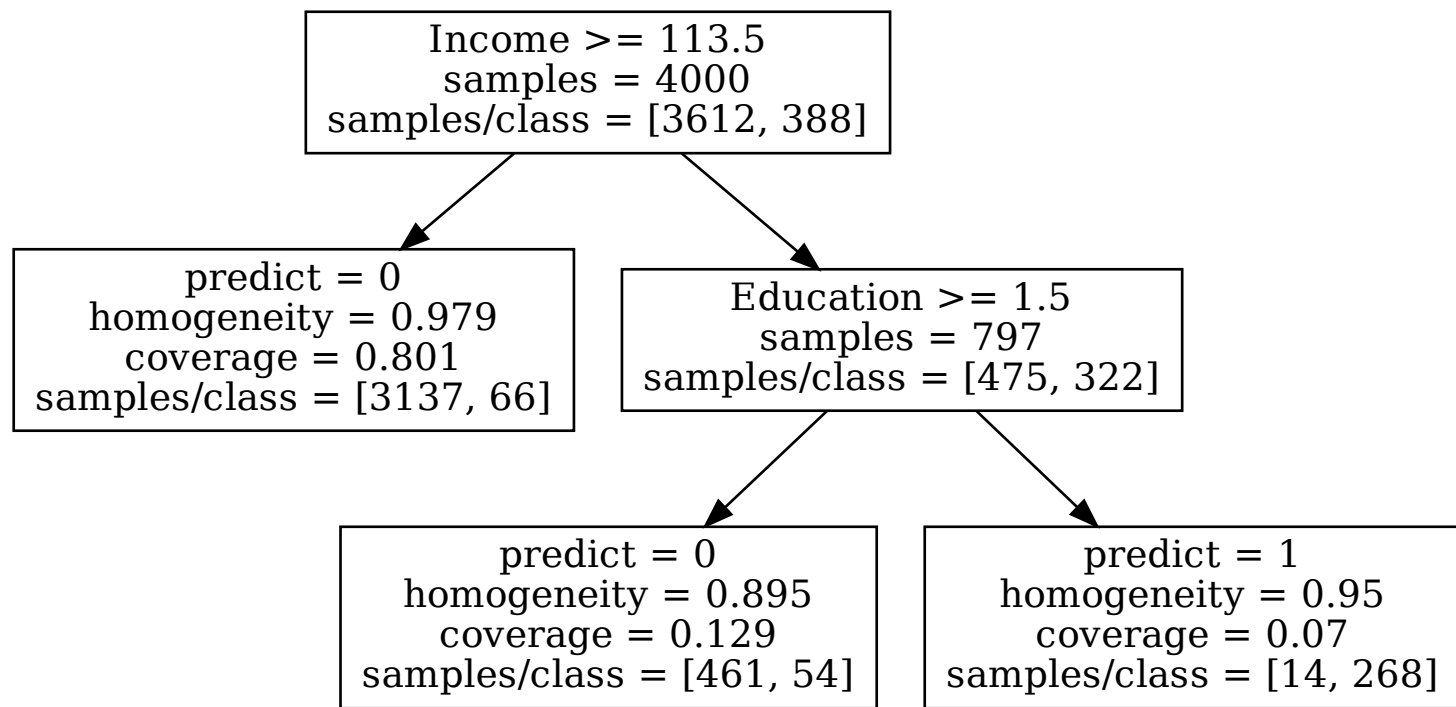 Income >= 113.5
samples = 4000
samples/class = [3612, 388]
predict = 0
homogeneity = 0.979
coverage = 0.801
samples/class = [3137, 66]
Education >= 1.5
samples = 797
samples/class = [475, 322]
predict = 0
homogeneity = 0.895
coverage = 0.129
samples/class = [461, 54]
predict = 1
homogeneity = 0.95
coverage = 0.07
samples/class = [14, 268]